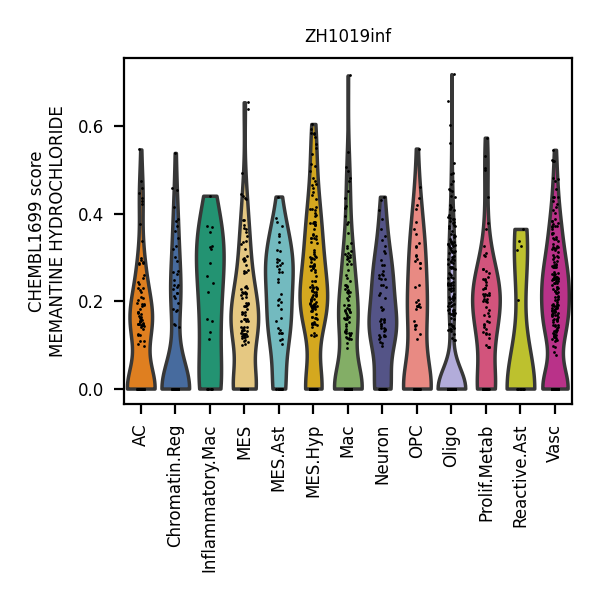 ZH1019inf
CHEMBL1699 score
MEMANTINE HYDROCHLORIDE
0.6
0.4
0.2
0.0
AC
Chromatin.Reg
Inflammatory.Mac
MES
MES.Ast
MES.Hyp
Mac
Neuron
OPC
Oligo
Prolif.Metab
Reactive.Ast
Vasc